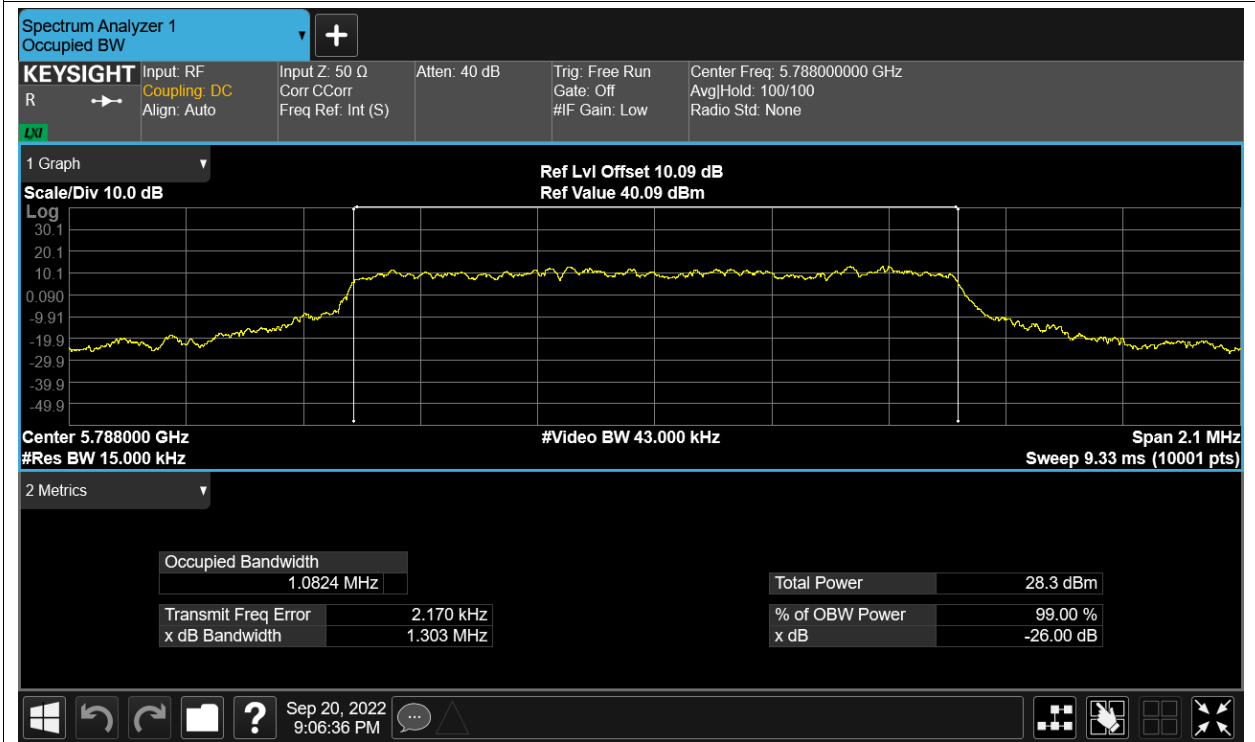 Spectrum Analyzer 1
Occupied BW
KEYSIGHT
R
LXI
Input: RF
Coupling: DC
Align: Auto
Input Z: 50 Ω
Corr CCorr
Freq Ref: Int (S)
Atten: 40 dB
Trig: Free Run
Gate: Off
#IF Gain: Low
Center Freq: 5.788000000 GHz
Avg|Hold: 100/100
Radio Std: None
1 Graph
Scale/Div 10.0 dB
Ref Lvl Offset 10.09 dB
Ref Value 40.09 dBm
Log
30.1
20.1
10.1
0.090
-9.91
-19.9
-29.9
-39.9
-49.9
Center 5.788000 GHz
#Res BW 15.000 kHz
#Video BW 43.000 kHz
Span 2.1 MHz
Sweep 9.33 ms (10001 pts)
2 Metrics
Occupied Bandwidth
1.0824 MHz
Transmit Freq Error 2.170 kHz
x dB Bandwidth 1.303 MHz
Total Power 28.3 dBm
% of OBW Power 99.00 %
x dB -26.00 dB
?
Sep 20, 2022
9:06:36 PM